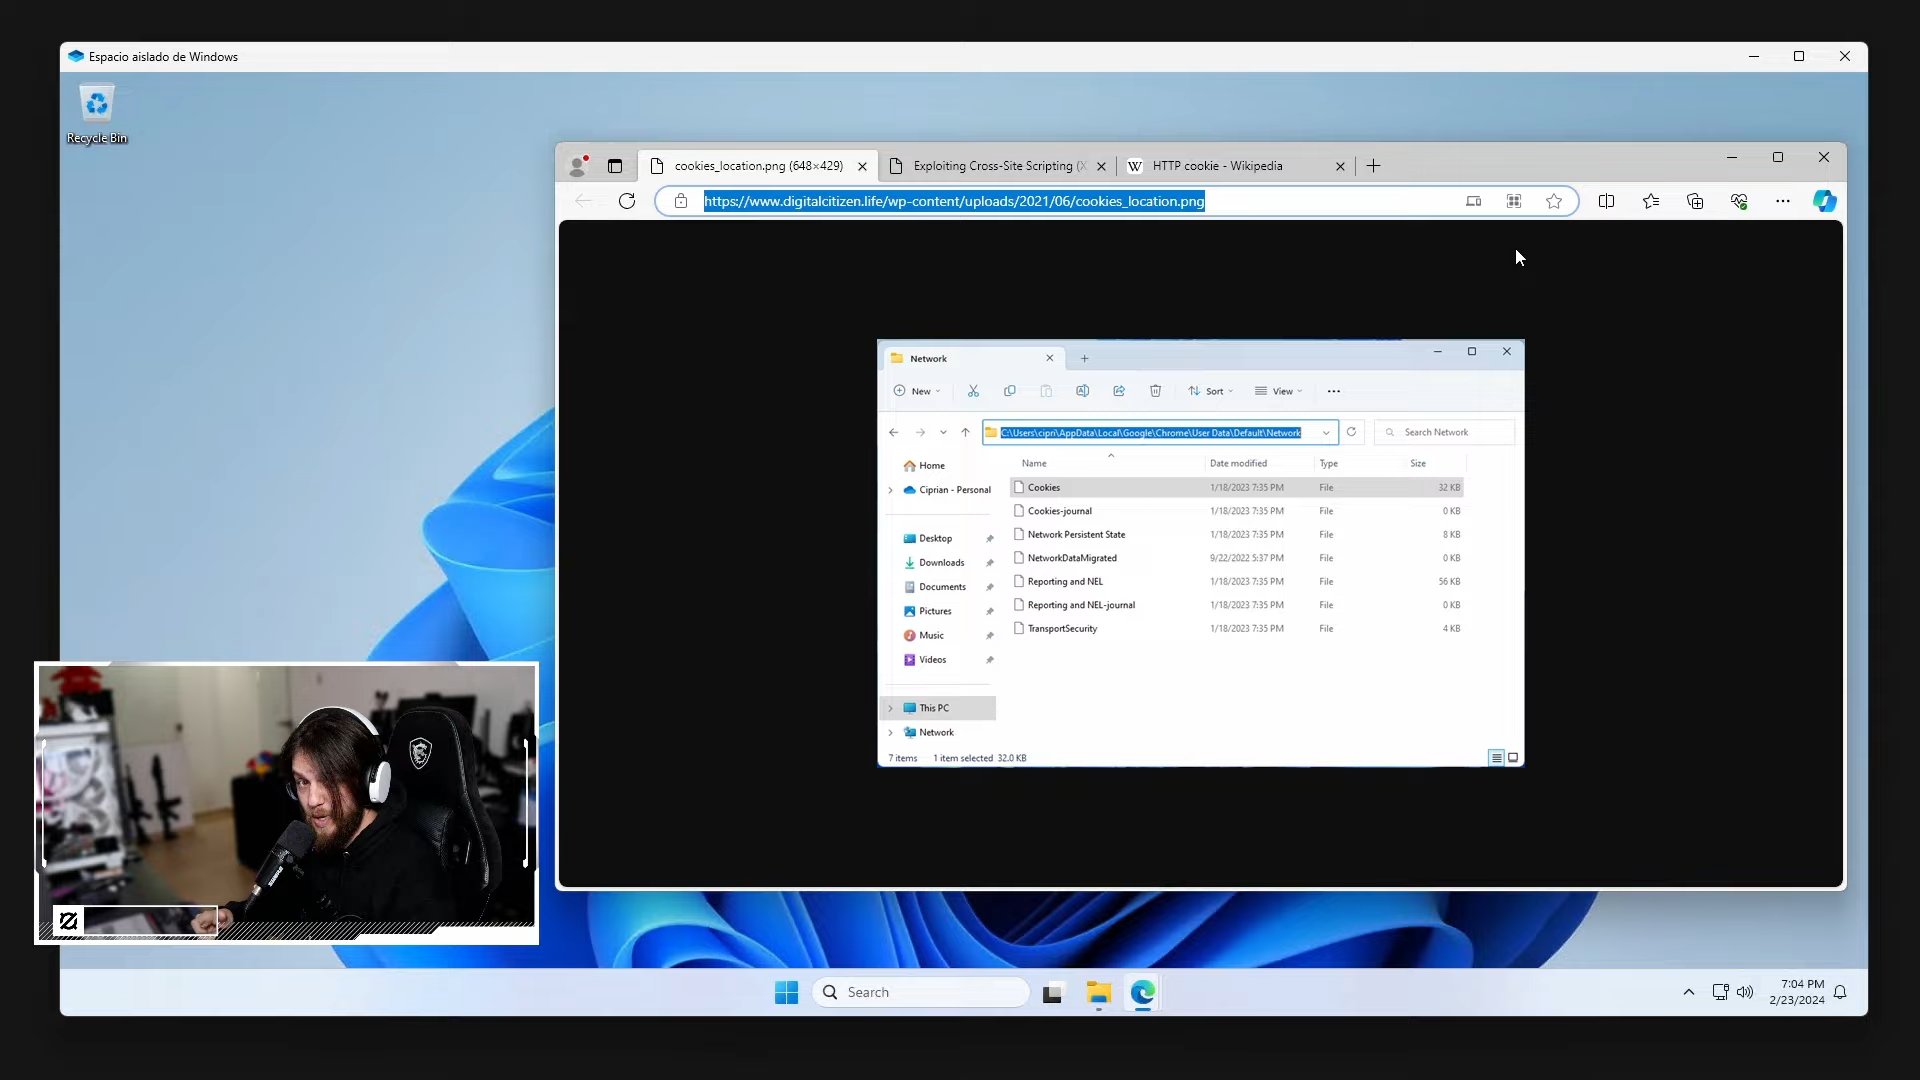 Espacio aislado de Windows
Recycle Bin
cookies_location.png (648×429)
Exploiting Cross-Site Scripting (X
HTTP cookie - Wikipedia
https://www.digitalcitizen.life/wp-content/uploads/2021/06/cookies_location.png
Network
New
Sort
View
C:\Users\cipri\AppData\Local\Google\Chrome\User Data\Default\Network
Search Network
Name Date modified Type Size
Home
Ciprian - Personal
Desktop
Downloads
Documents
Pictures
Music
Videos
This PC
Network
Cookies 1/18/2023 7:35 PM File 32 KB
Cookies-journal 1/18/2023 7:35 PM File 0 KB
Network Persistent State 1/18/2023 7:35 PM File 8 KB
NetworkDataMigrated 9/22/2022 5:37 PM File 0 KB
Reporting and NEL 1/18/2023 7:35 PM File 56 KB
Reporting and NEL-journal 1/18/2023 7:35 PM File 0 KB
TransportSecurity 1/18/2023 7:35 PM File 4 KB
7 items 1 item selected 32.0 KB
Search
7:04 PM
2/23/2024